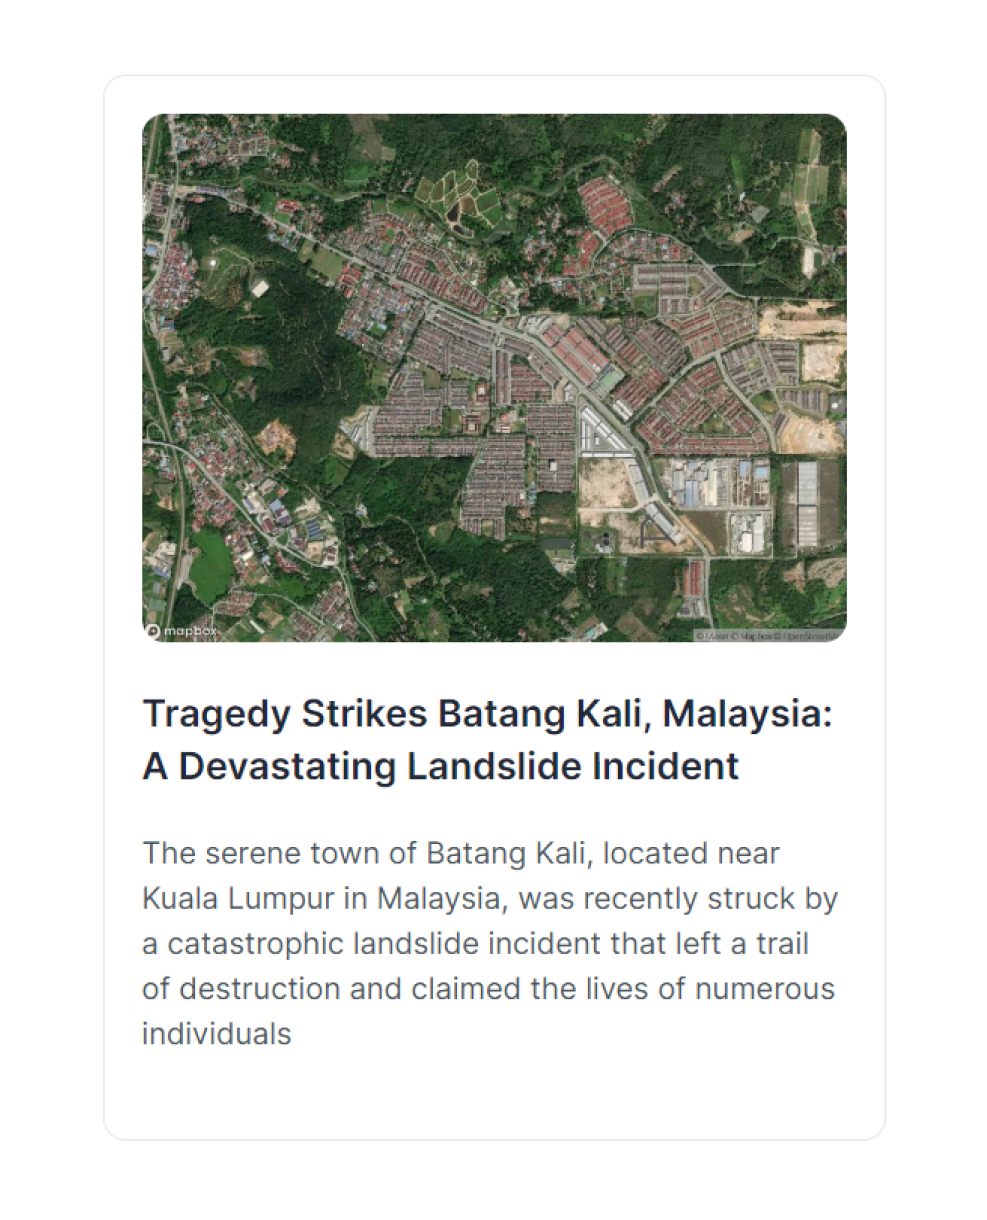 mapbox
© Maxar © Mapbox © OpenStreetM
Tragedy Strikes Batang Kali, Malaysia:
A Devastating Landslide Incident
The serene town of Batang Kali, located near
Kuala Lumpur in Malaysia, was recently struck by
a catastrophic landslide incident that left a trail
of destruction and claimed the lives of numerous
individuals